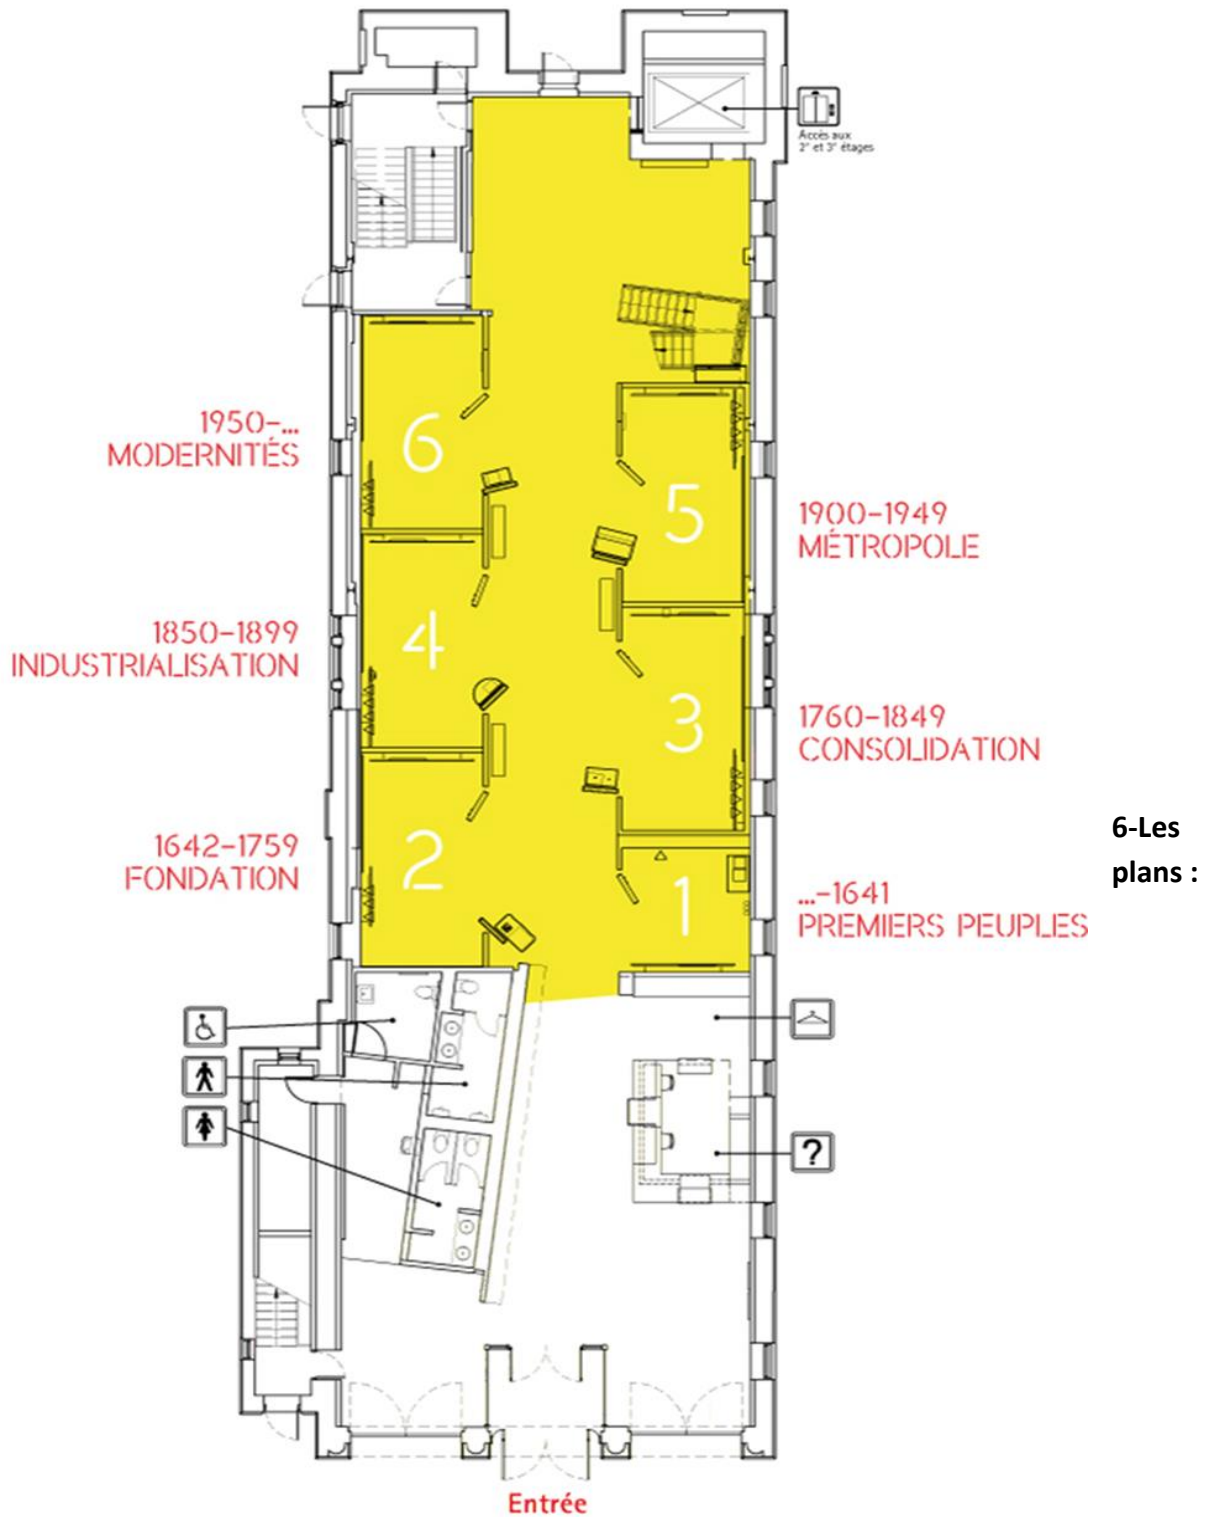 Accès aux
2e et 3e étages
6
1950-...
MODERNITÉS
5
1900-1949
MÉTROPOLE
4
1850-1899
INDUSTRIALISATION
3
1760-1849
CONSOLIDATION
6-Les
plans :
2
1642-1759
FONDATION
1
...-1641
PREMIERS PEUPLES
?
Entrée